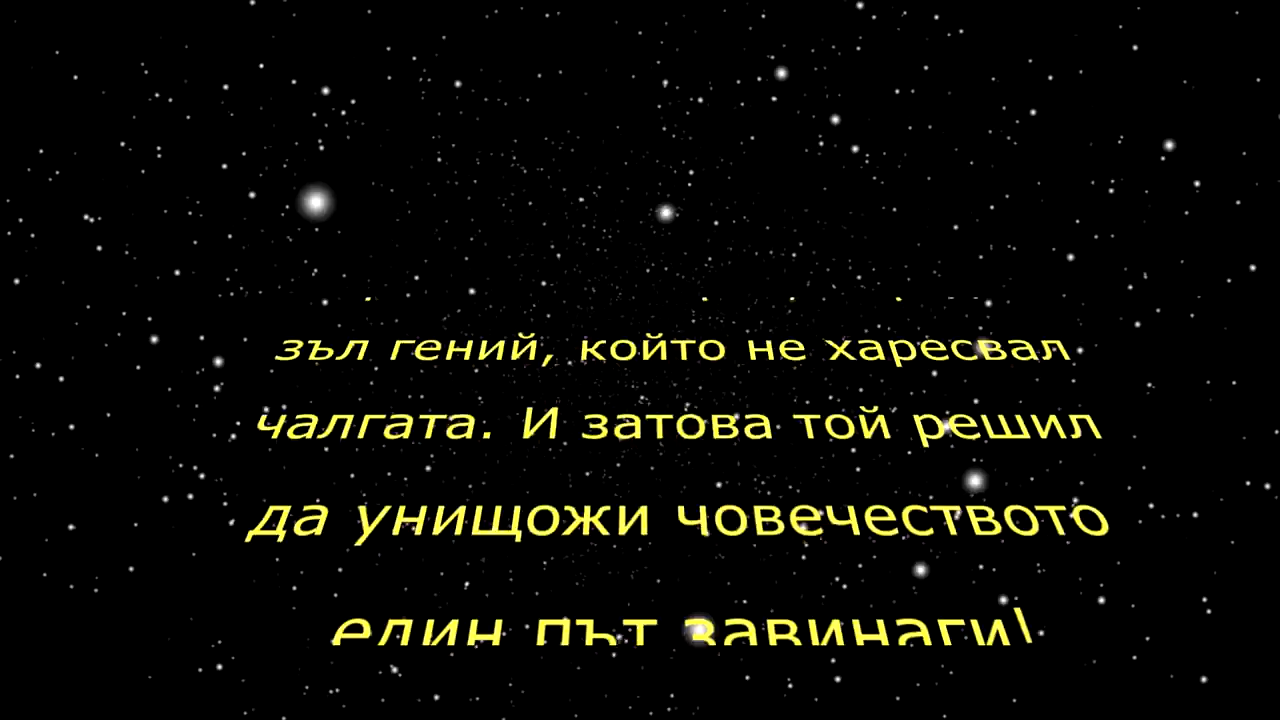 зъл гений, който не харесвал
чалгата. И затова той решил
да унищожи човечеството
един път завинаги!